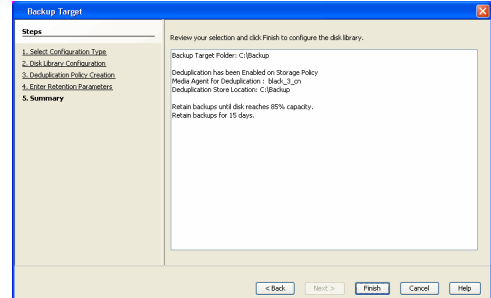 Backup Target
Steps
1. Select Configuration Type
2. Disk Library Configuration
3. Deduplication Policy Creation
4. Enter Retention Parameters
5. Summary
Review your selection and click Finish to configure the disk library.
Backup Target Folder: C:\Backup
Deduplication has been Enabled on Storage Policy
Media Agent for Deduplication : black_3_cn
Deduplication Store Location: C:\Backup
Retain backups until disk reaches 85% capacity.
Retain backups for 15 days.
< Back Next > Finish Cancel Help